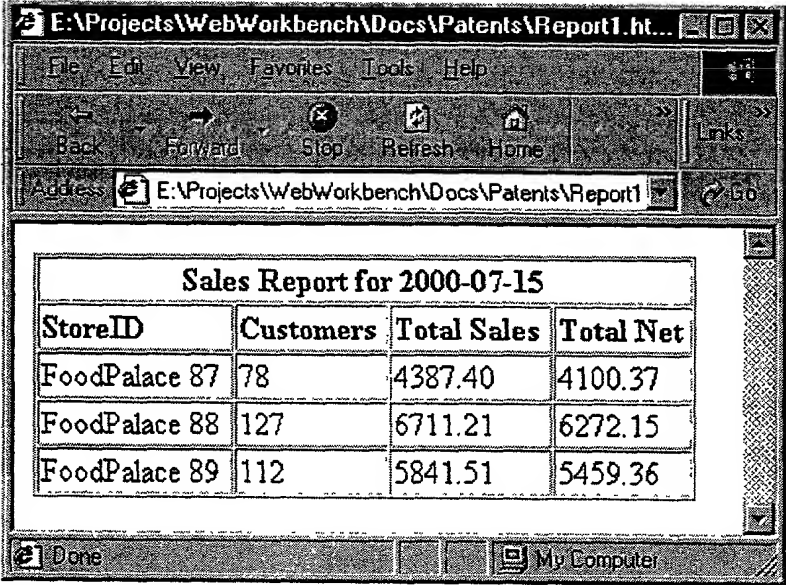 E:\Projects\WebWorkbench\Docs\Patents\Report1.ht...
File Edit View Favorites Tools Help
Back Forward Stop Refresh Home » Links »
Address E:\Projects\WebWorkbench\Docs\Patents\Report1 Go
Sales Report for 2000-07-15
StoreID Customers Total Sales Total Net
FoodPalace 87 78 4387.40 4100.37
FoodPalace 88 127 6711.21 6272.15
FoodPalace 89 112 5841.51 5459.36
Done My Computer